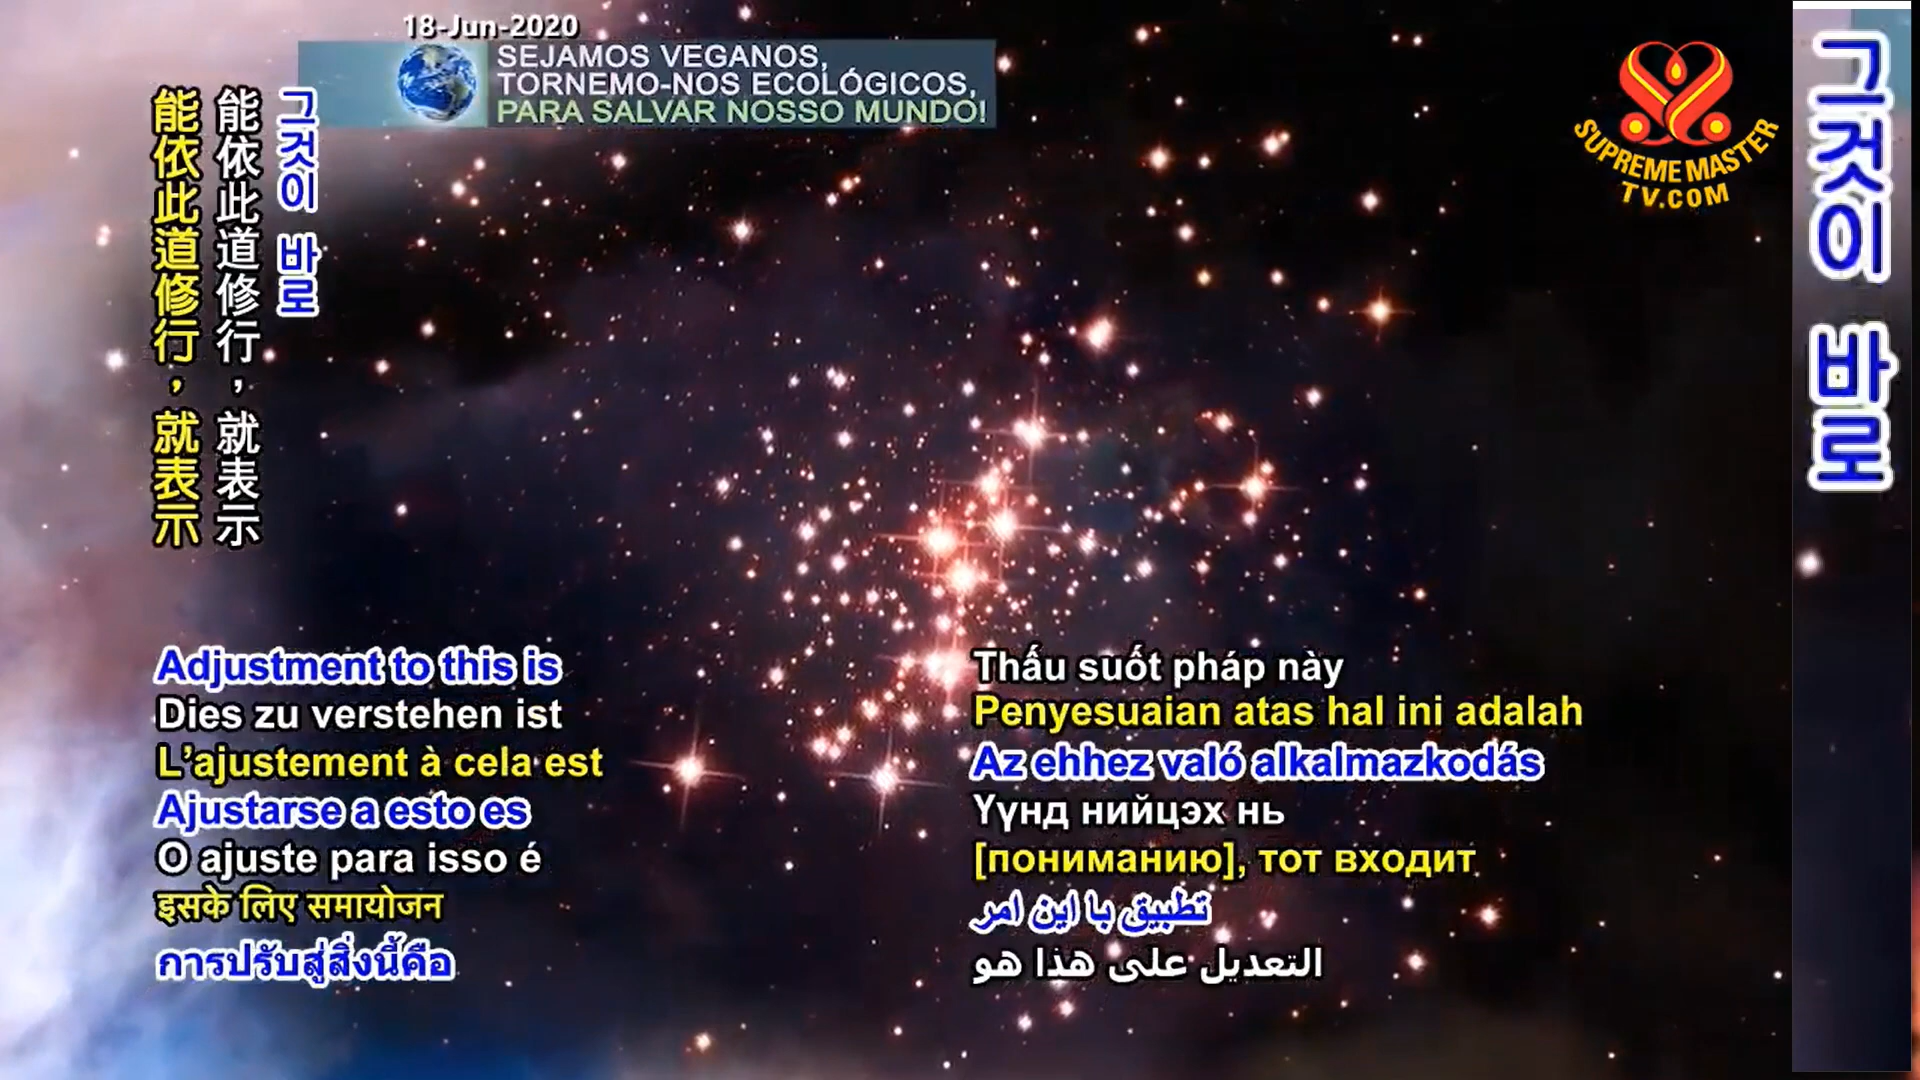 18-Jun-2020
SEJAMOS VEGANOS,
TORNEMO-NOS ECOLÓGICOS,
PARA SALVAR NOSSO MUNDO!
SUPREME MASTER
TV.COM
그것이 바로
그것이 바로
能依此道修行，就表示
能依此道修行，就表示
Adjustment to this is
Dies zu verstehen ist
L’ajustement à cela est
Ajustarse a esto es
O ajuste para isso é
इसके लिए समायोजन
การปรับสู่สิ่งนี้คือ
Thấu suốt pháp này
Penyesuaian atas hal ini adalah
Az ehhez való alkalmazkodás
Үүнд нийцэх нь
[пониманию], тот входит
تطبیق با این امر
التعديل على هذا هو